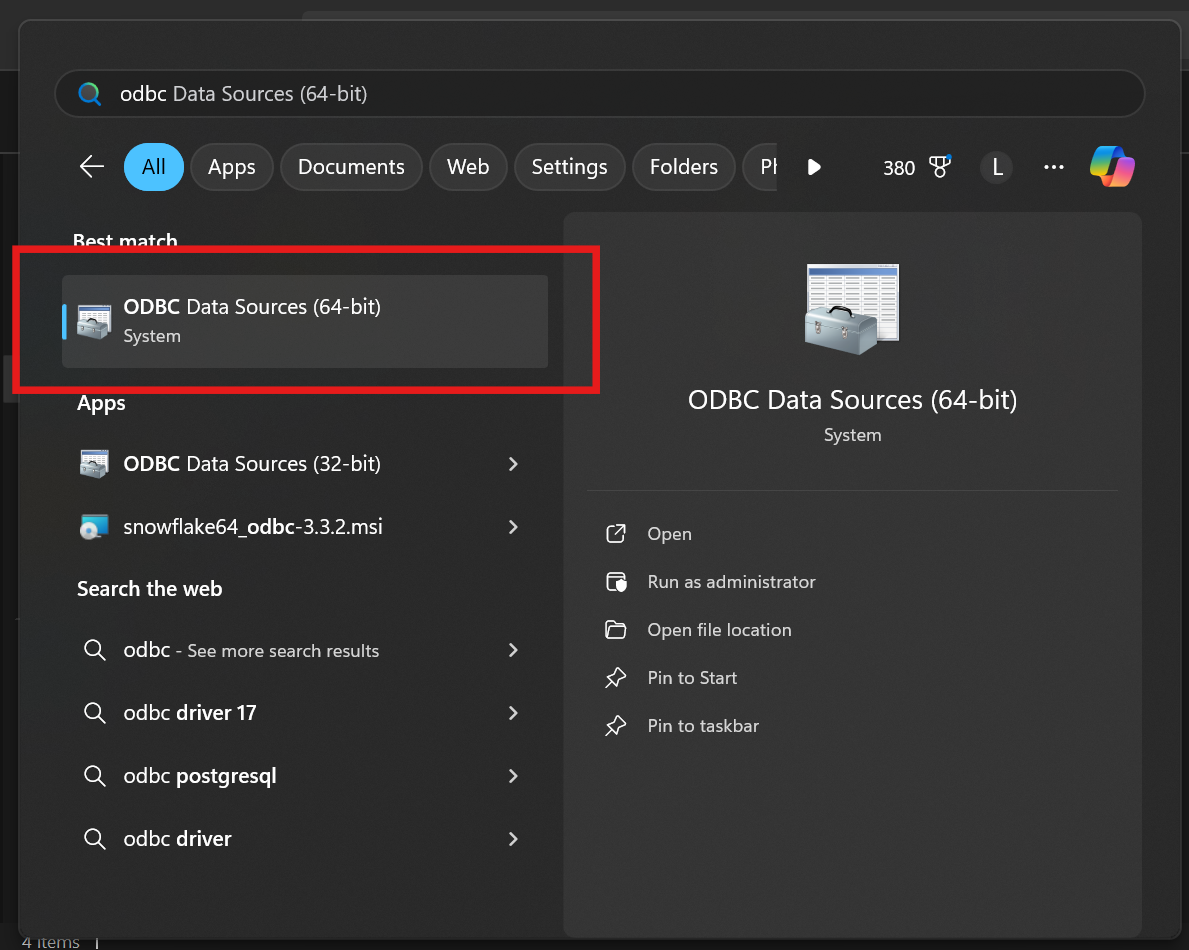 odbc Data Sources (64-bit)
All Apps Documents Web Settings Folders 380 L
Best match
ODBC Data Sources (64-bit)
System
Apps
ODBC Data Sources (32-bit)
snowflake64_odbc-3.3.2.msi
Search the web
odbc - See more search results
odbc driver 17
odbc postgresql
odbc driver
ODBC Data Sources (64-bit)
System
Open
Run as administrator
Open file location
Pin to Start
Pin to taskbar
4 items